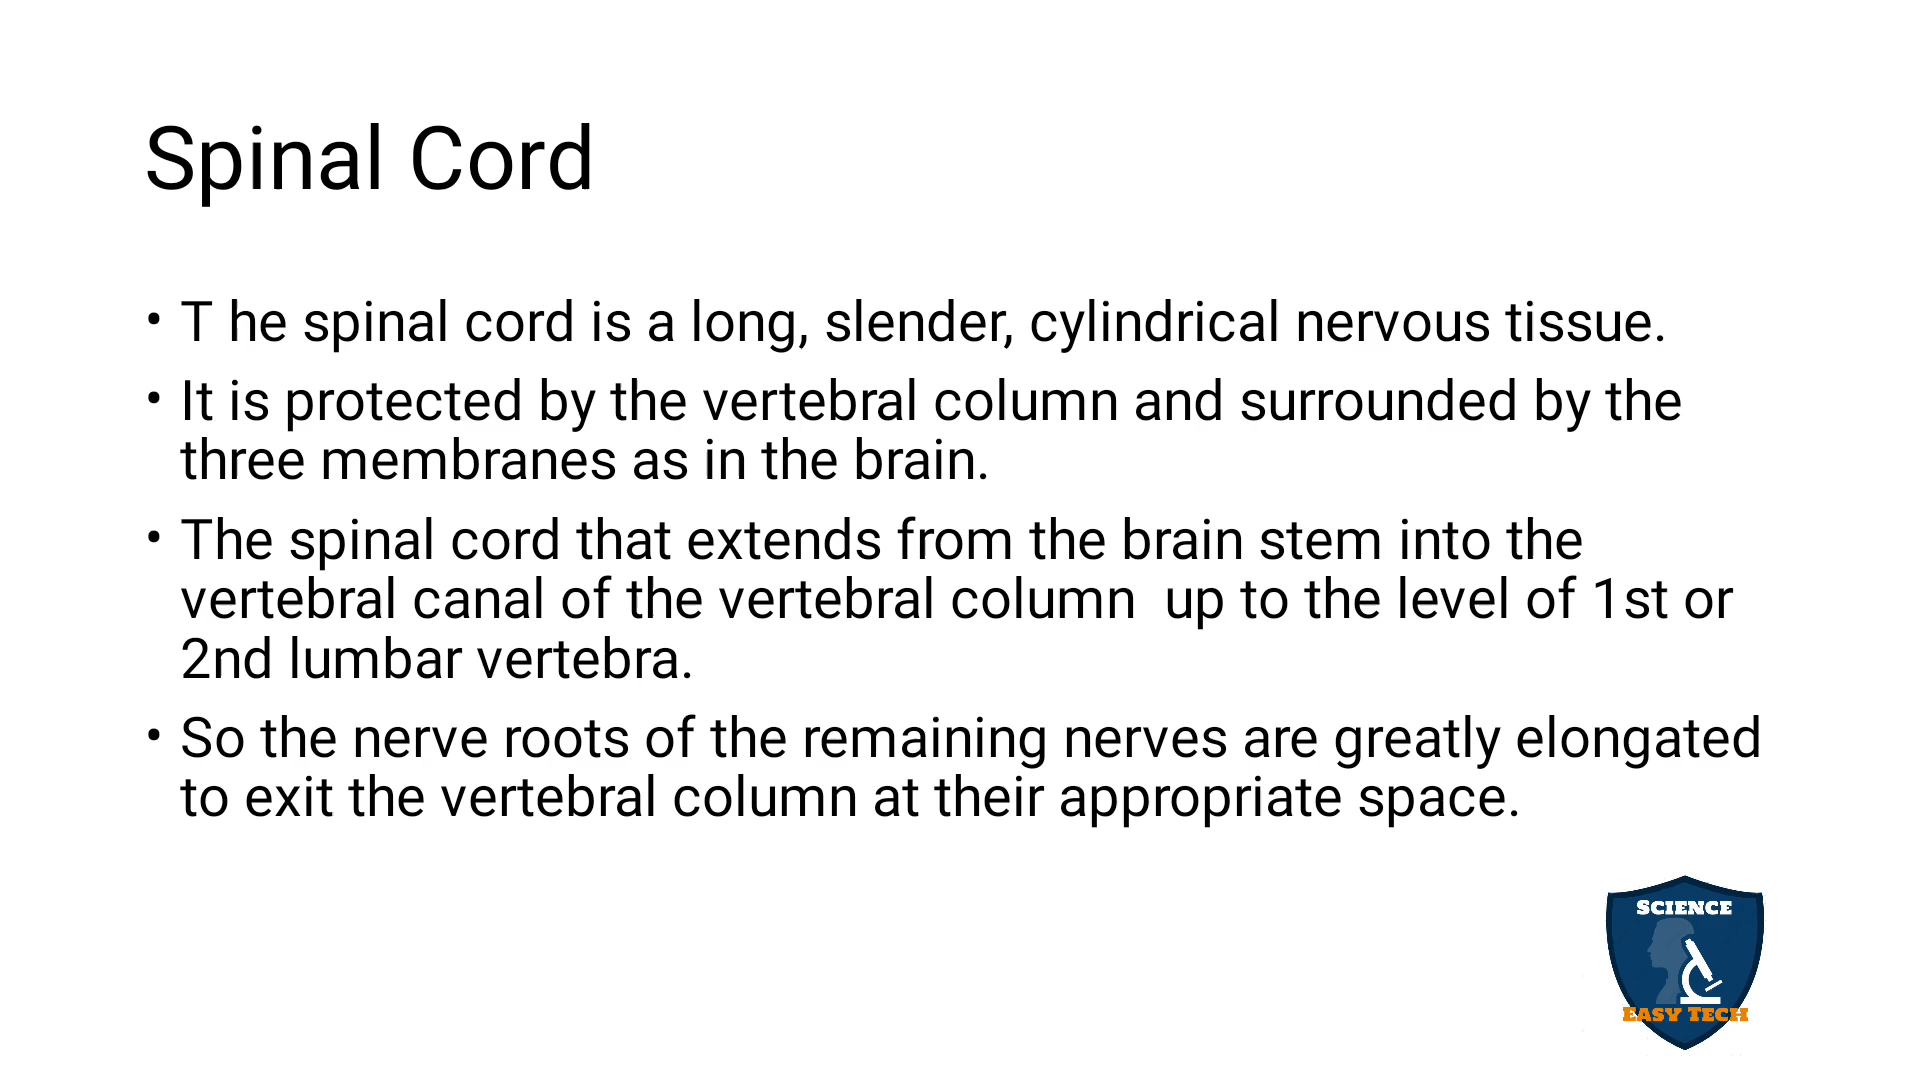 Spinal Cord
• T he spinal cord is a long, slender, cylindrical nervous tissue.
• It is protected by the vertebral column and surrounded by the
three membranes as in the brain.
• The spinal cord that extends from the brain stem into the
vertebral canal of the vertebral column  up to the level of 1st or
2nd lumbar vertebra.
• So the nerve roots of the remaining nerves are greatly elongated
to exit the vertebral column at their appropriate space.
SCIENCE
EASY TECH